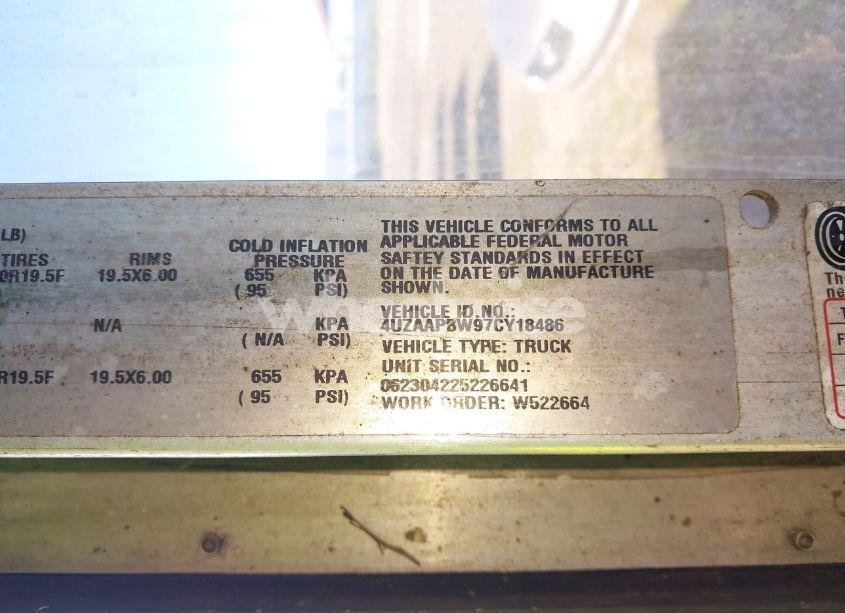 LB)
TIRES RIMS COLD INFLATION PRESSURE
R19.5F 19.5X6.00 655 KPA
( 95 PSI)
N/A KPA
( N/A PSI)
R19.5F 19.5X6.00 655 KPA
( 95 PSI)
THIS VEHICLE CONFORMS TO ALL
APPLICABLE FEDERAL MOTOR
SAFTEY STANDARDS IN EFFECT
ON THE DATE OF MANUFACTURE
SHOWN.
VEHICLE ID.NO.:
4UZAAPBW97CY18486
VEHICLE TYPE: TRUCK
UNIT SERIAL NO.:
062304225226641
WORK ORDER: W522664
Th
ne
T
F